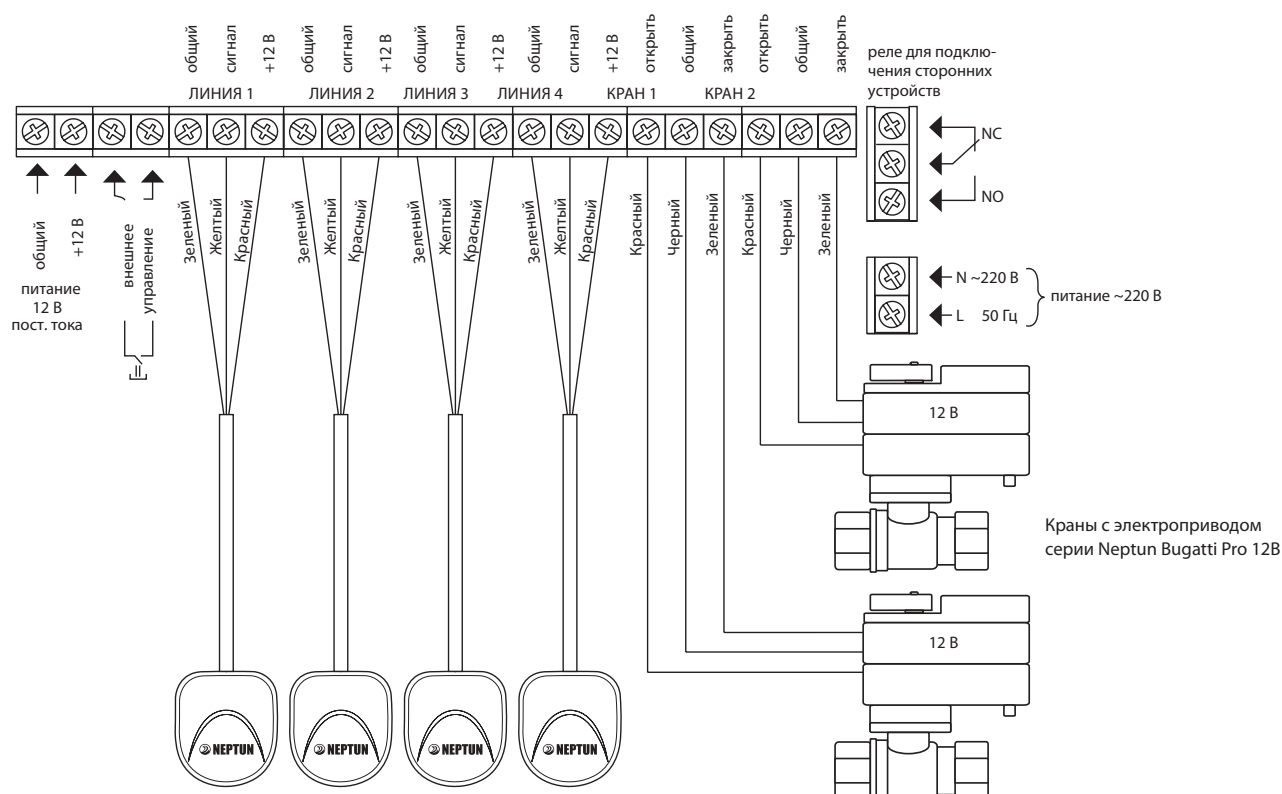 общий
сигнал
+12 В
общий
сигнал
+12 В
общий
сигнал
+12 В
общий
сигнал
+12 В
открыть
общий
закрыть
открыть
общий
закрыть
ЛИНИЯ 1
ЛИНИЯ 2
ЛИНИЯ 3
ЛИНИЯ 4
КРАН 1
КРАН 2
реле для подклю-
чения сторонних
устройств
NC
NO
общий
+12 В
питание
12 В
пост. тока
внешнее
управление
Зеленый
Желтый
Красный
Зеленый
Желтый
Красный
Зеленый
Желтый
Красный
Зеленый
Желтый
Красный
Красный
Черный
Зеленый
Красный
Черный
Зеленый
N ~220 В
L 50 Гц
питание ~220 В
12 В
Краны с электроприводом
серии Neptun Bugatti Pro 12В
12 В
NEPTUN
NEPTUN
NEPTUN
NEPTUN